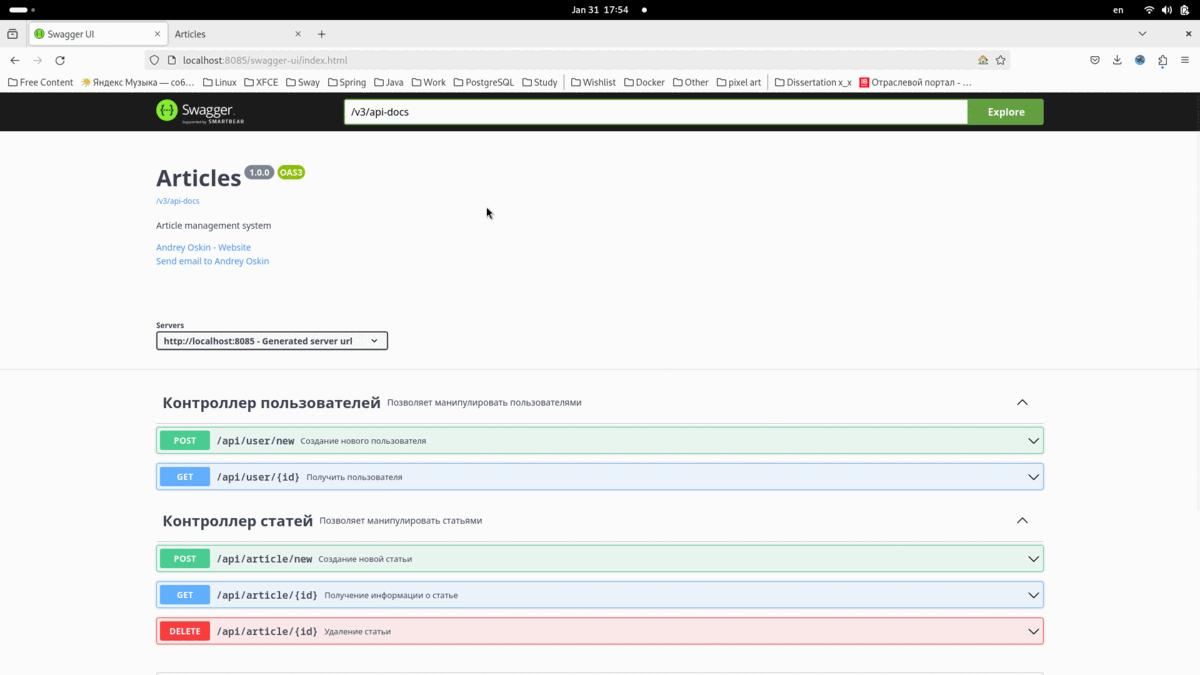 Jan 31 17:54
en
Swagger UI
Articles
localhost:8085/swagger-ui/index.html
Free Content Яндекс Музыка — соб… Linux XFCE Sway Spring Java Work PostgreSQL Study Wishlist Docker Other pixel art Dissertation x_x Отраслевой портал - …
Swagger
Supported by SMARTBEAR
/v3/api-docs
Explore
Articles 1.0.0 OAS3
/v3/api-docs
Article management system
Andrey Oskin - Website
Send email to Andrey Oskin
Servers
http://localhost:8085 - Generated server url
Контроллер пользователей Позволяет манипулировать пользователями
POST /api/user/new Создание нового пользователя
GET /api/user/{id} Получить пользователя
Контроллер статей Позволяет манипулировать статьями
POST /api/article/new Создание новой статьи
GET /api/article/{id} Получение информации о статье
DELETE /api/article/{id} Удаление статьи